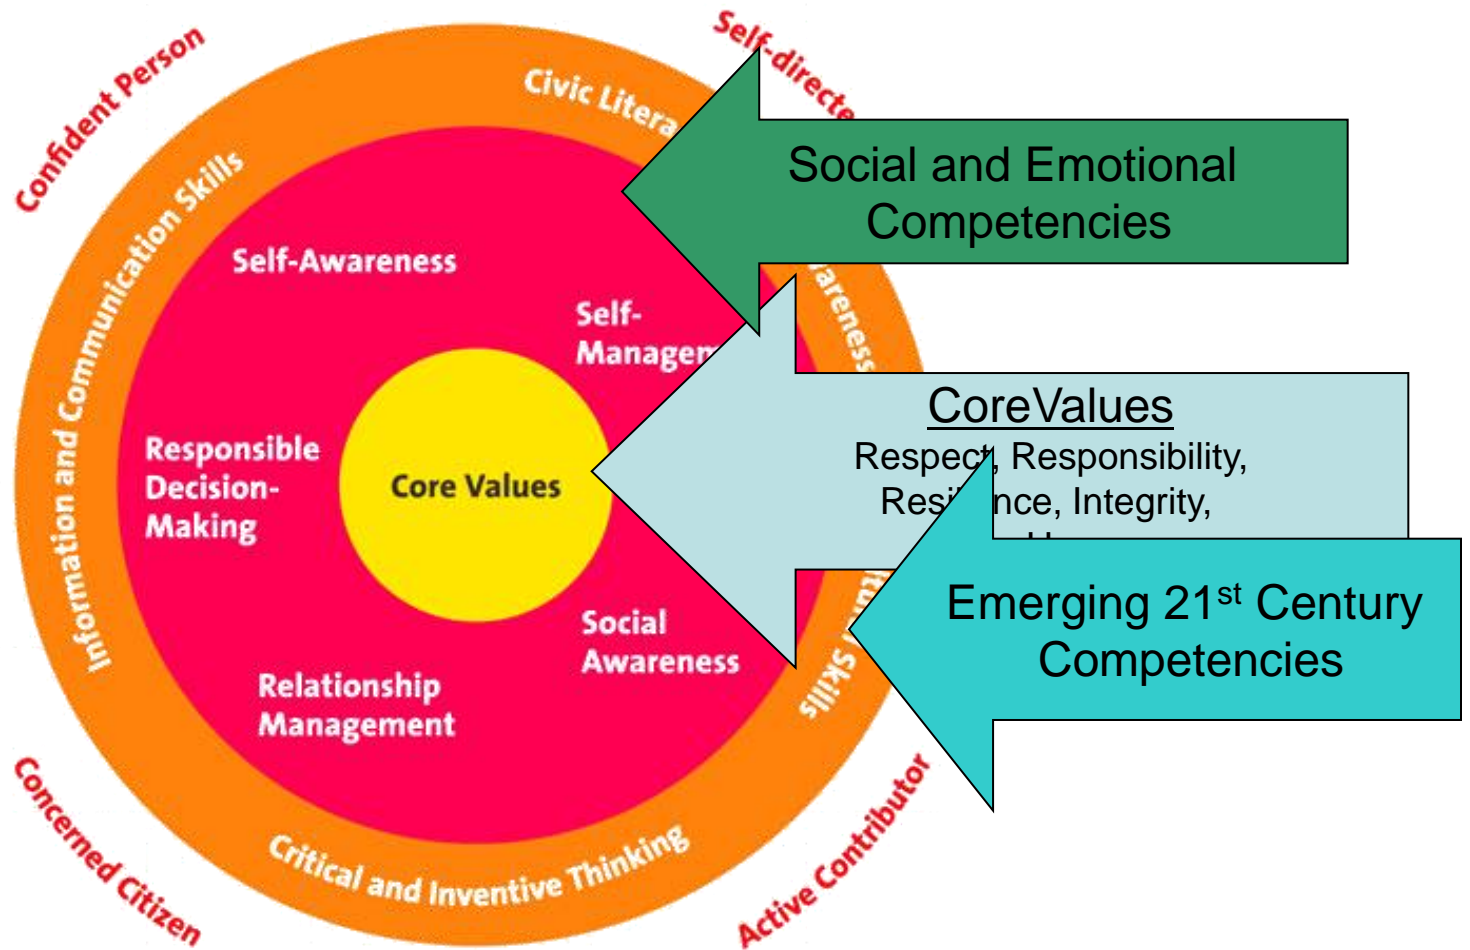 Confident Person
Self-directe
Civic Litera
Information and Communication Skills
Social and Emotional
Competencies
Self-Awareness
areness
Self-
Managem
CoreValues
Respect, Responsibility,
nce, Integrity,
Responsible
Decision-
Making
Core Values
Emerging 21st Century
Competencies
Social
Awareness
Skills
Relationship
Management
Critical and Inventive Thinking
Concerned Citizen
Active Contributor